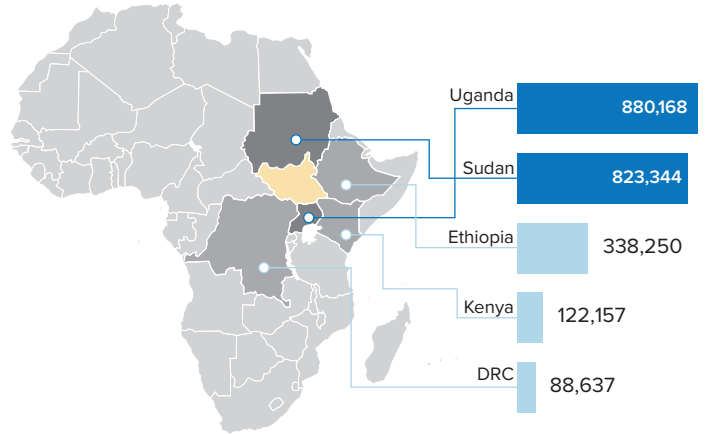 Uganda
880,168
Sudan
823,344
Ethiopia
338,250
Kenya
122,157
DRC
88,637